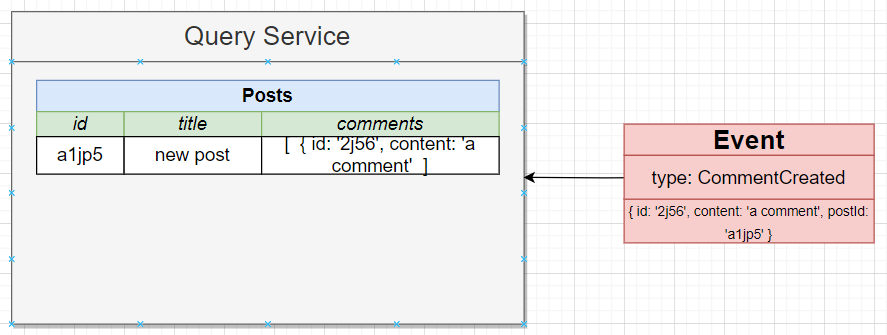 Query Service
Posts
id title comments
a1jp5 new post [ { id: '2j56', content: 'a
comment' ]
Event
type: CommentCreated
{ id: '2j56', content: 'a comment', postId:
'a1jp5' }